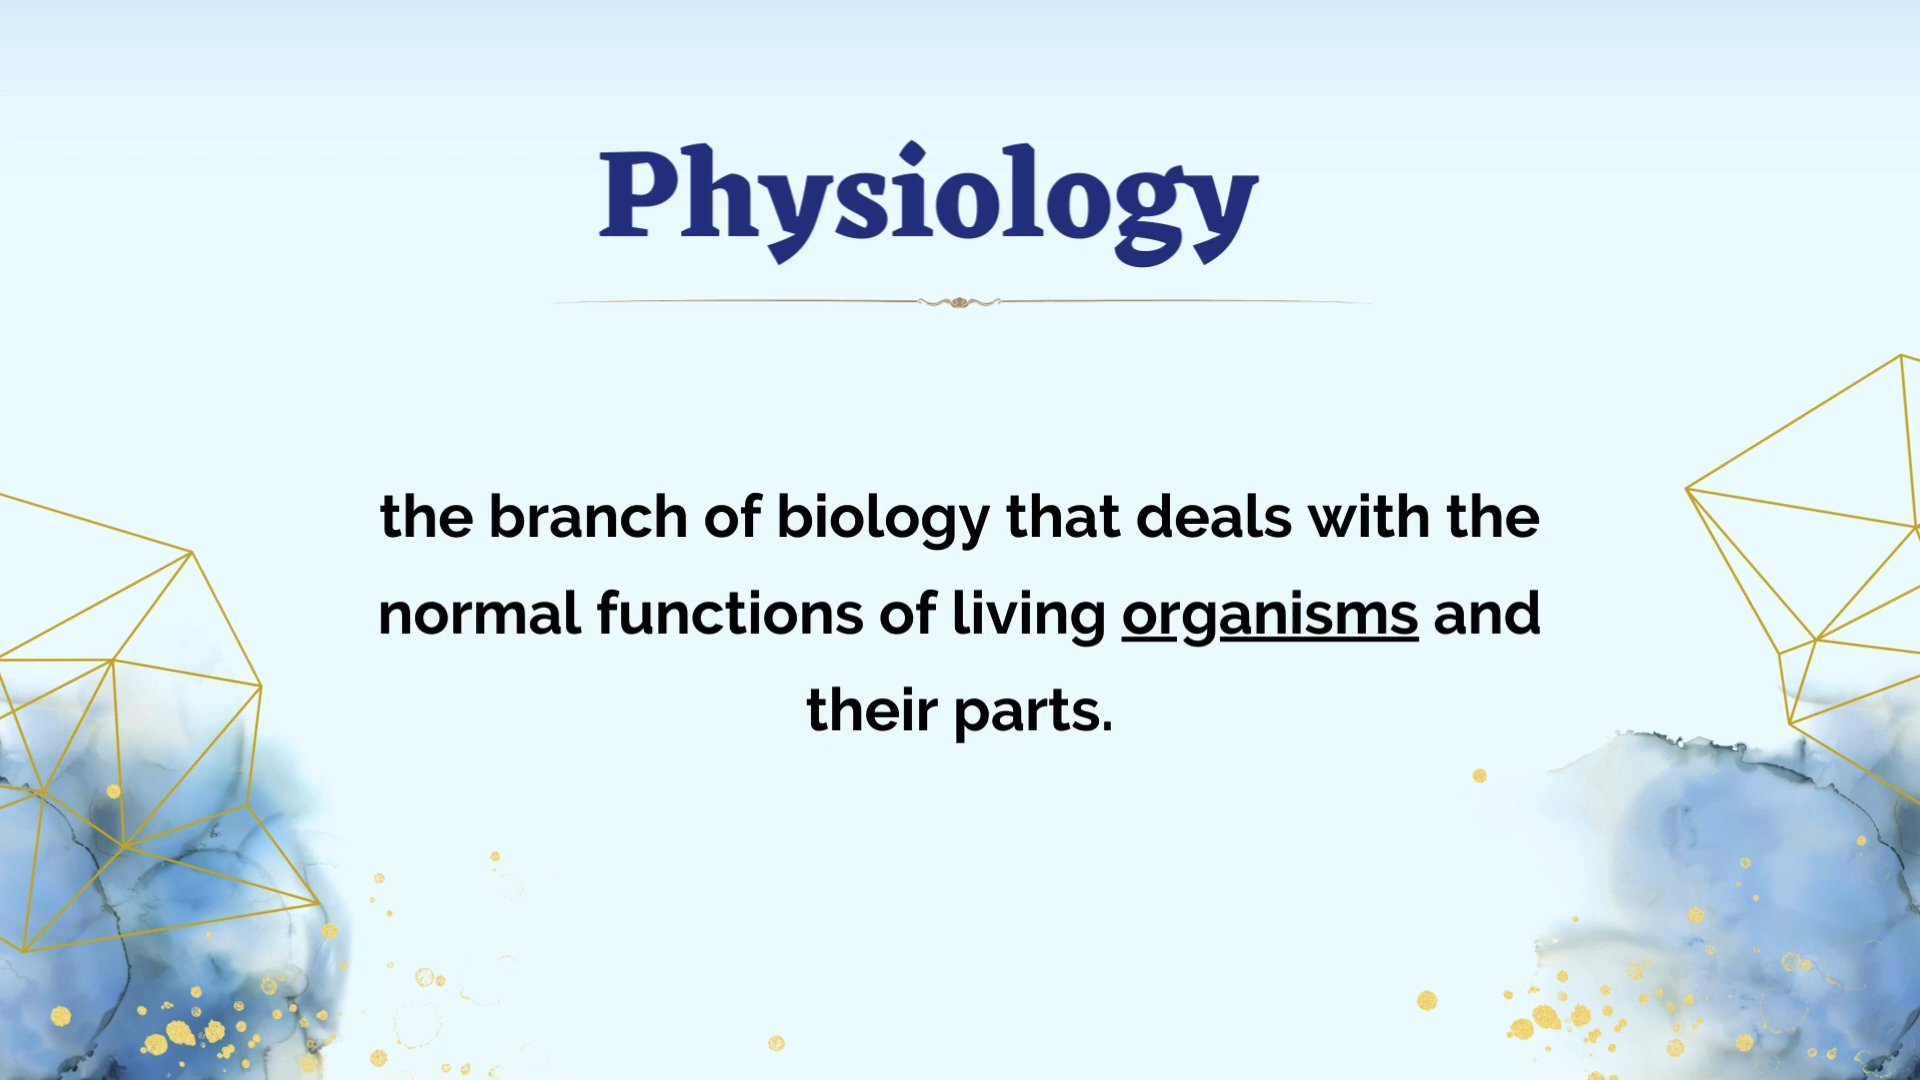 Physiology
the branch of biology that deals with the
normal functions of living organisms and
their parts.